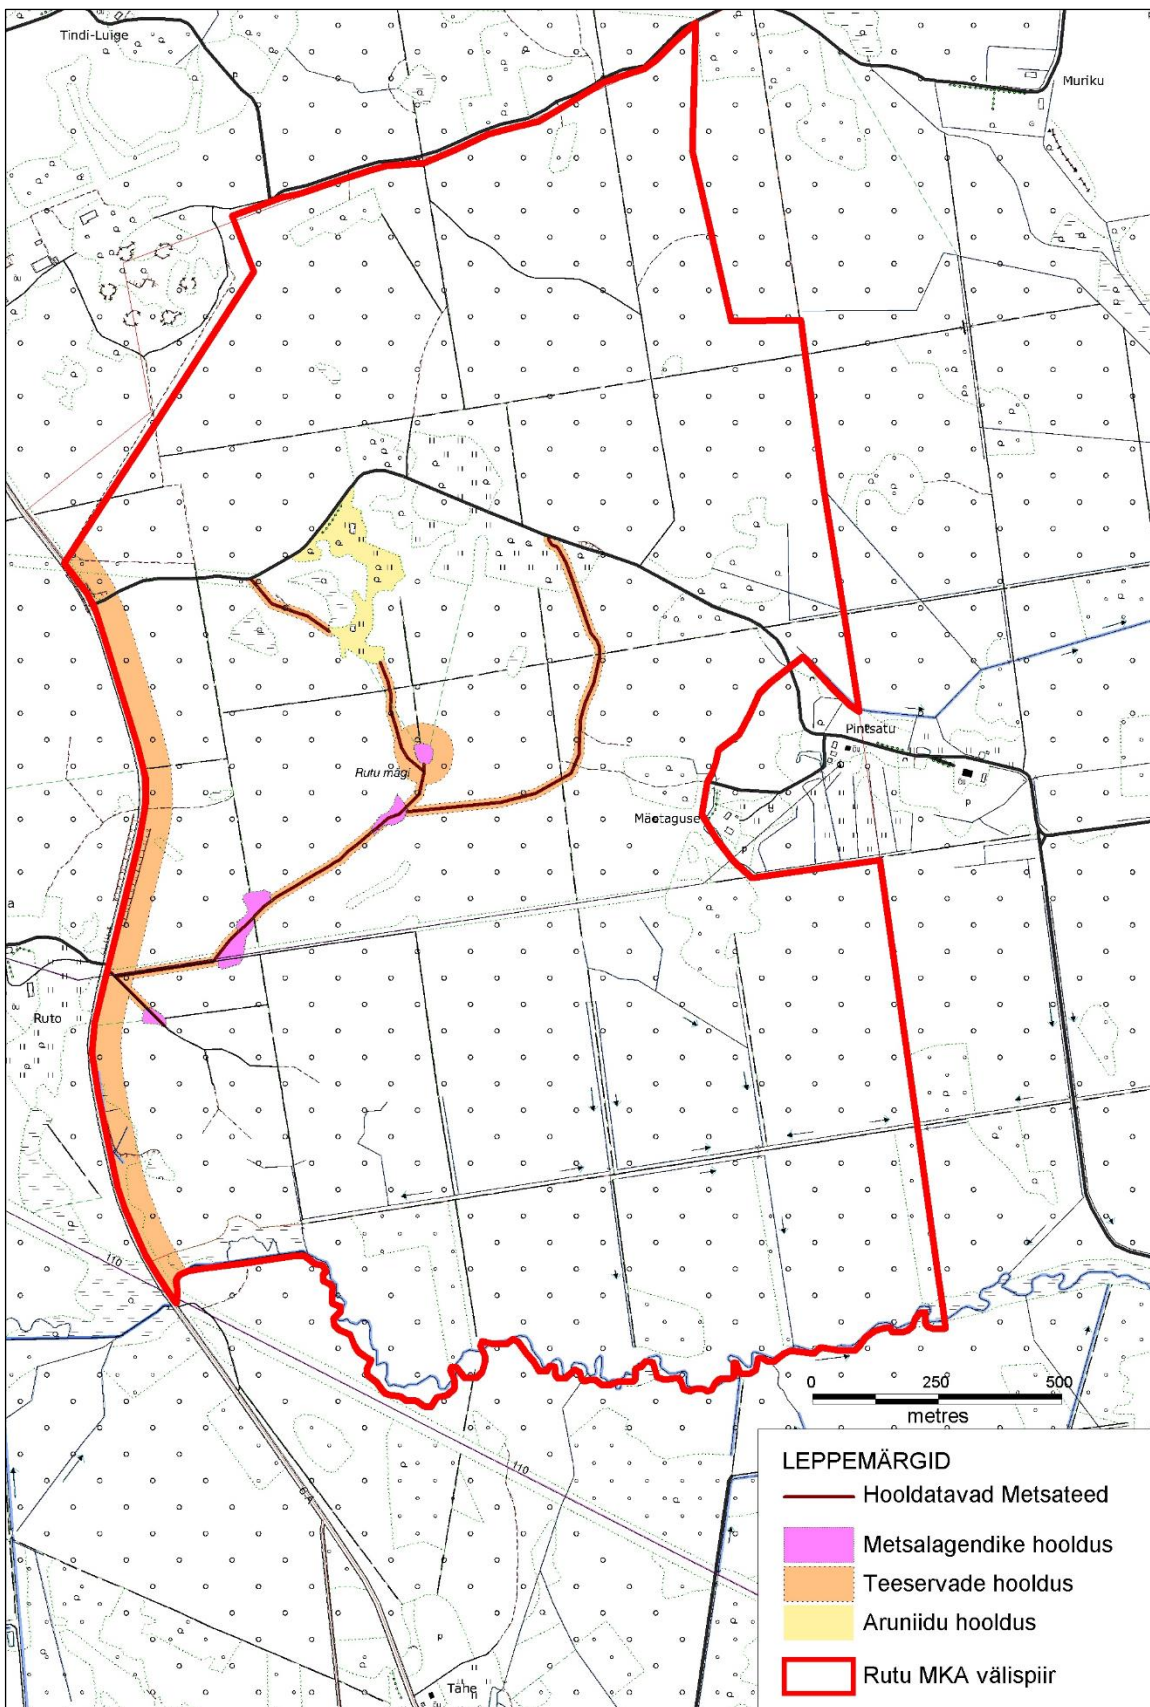 Tindi-Luige
Muriku
Pintsatu
Rutu mägi
Mäetaguse
a
Ruto
110
0 250 500
metres
110
6 A
Tähe
LEPPEMÄRGID
Hooldatavad Metsateed
Metsalagendike hooldus
Teeservade hooldus
Aruniidu hooldus
Rutu MKA välispiir